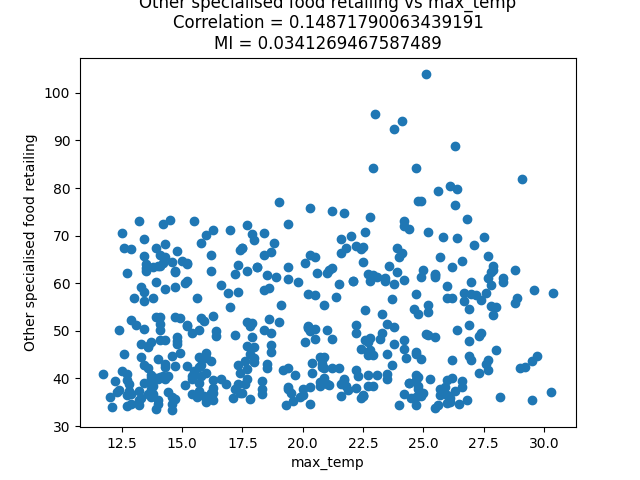 Other specialised food retailing vs max_temp
Correlation = 0.14871790063439191
MI = 0.0341269467587489
100
90
80
70
60
50
40
30
Other specialised food retailing
12.5 15.0 17.5 20.0 22.5 25.0 27.5 30.0
max_temp